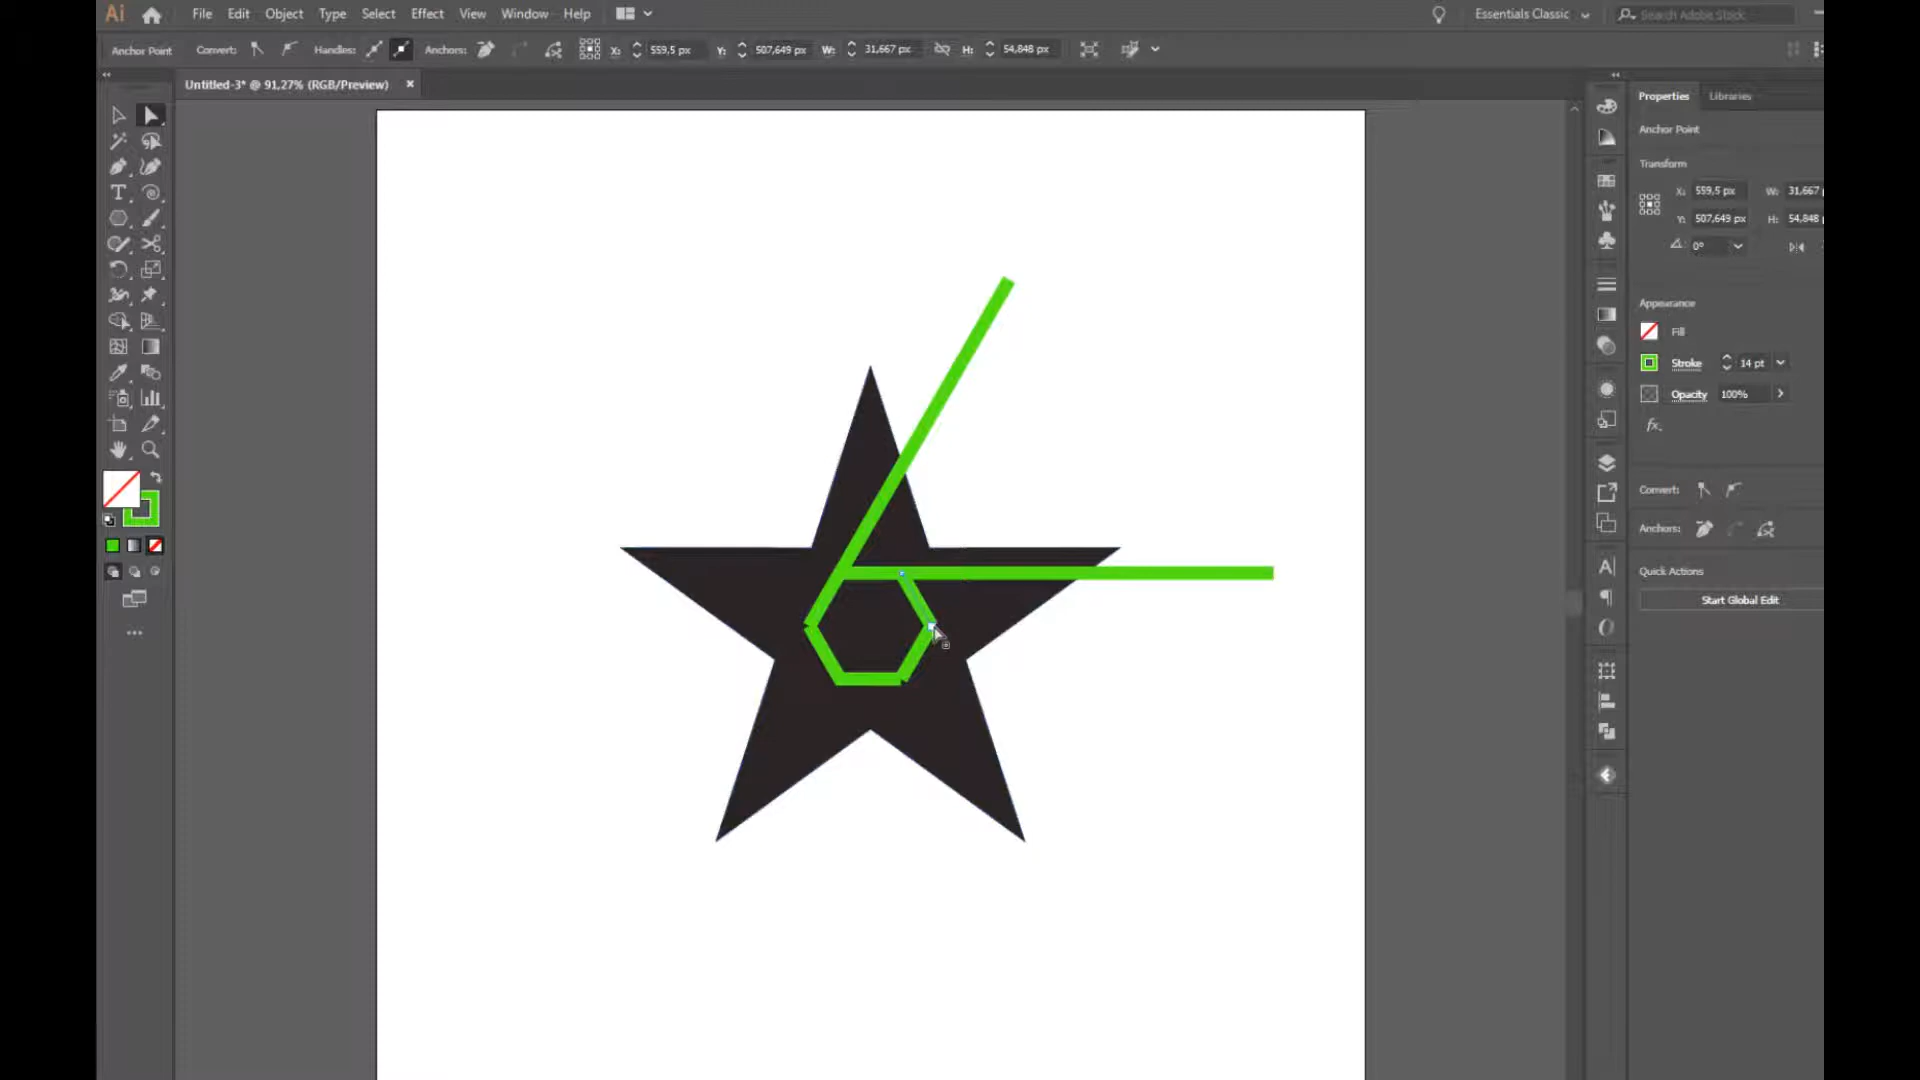 Ai File Edit Object Type Select Effect View Window Help Essentials Classic Search Adobe Stock
Anchor Point Convert: Handles: Anchors: X: 559,5 px Y: 507,649 px W: 31,667 px H: 54,848 px
Untitled-3* @ 91,27% (RGB/Preview) ×
Properties Libraries
Anchor Point
Transform
X: 559,5 px W: 31,667
Y: 507,649 px H: 54,848
0°
Appearance
Fill
Stroke 14 pt
Opacity 100%
fx.
Convert:
Anchors:
Quick Actions
Start Global Edit